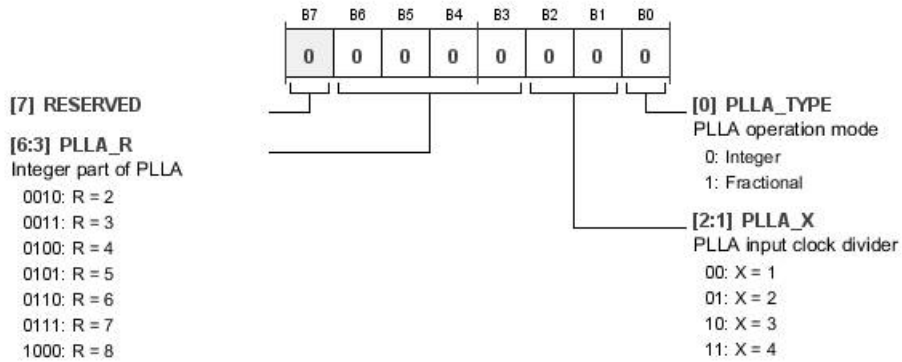 B7 B6 B5 B4 B3 B2 B1 B0
0 0 0 0 0 0 0 0
[7] RESERVED
[6:3] PLLA_R
Integer part of PLLA
0010: R = 2
0011: R = 3
0100: R = 4
0101: R = 5
0110: R = 6
0111: R = 7
1000: R = 8
[0] PLLA_TYPE
PLLA operation mode
0: Integer
1: Fractional
[2:1] PLLA_X
PLLA input clock divider
00: X = 1
01: X = 2
10: X = 3
11: X = 4